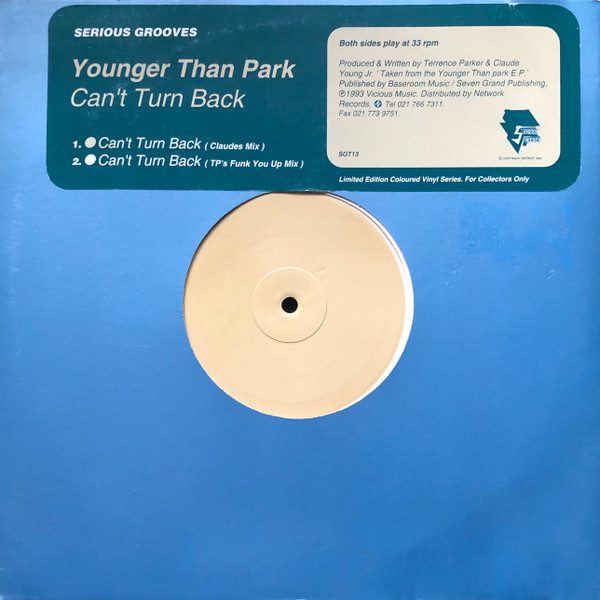 SERIOUS GROOVES
Younger Than Park
Can't Turn Back
1. Can't Turn Back ( Claudes Mix )
2. Can't Turn Back ( TP's Funk You Up Mix )
Both sides play at 33 rpm
Produced & Written by Terrence Parker & Claude
Young Jr. ' Taken from the Younger Than park E.P.'
Published by Baseroom Music / Seven Grand Publishing.
℗1993 Vicious Music. Distributed by Network
Records. Tel 021 766 7311.
Fax 021 773 9751.
SGT13
SERIOUS
GROOVES
Limited Edition Coloured Vinyl Series. For Collectors Only